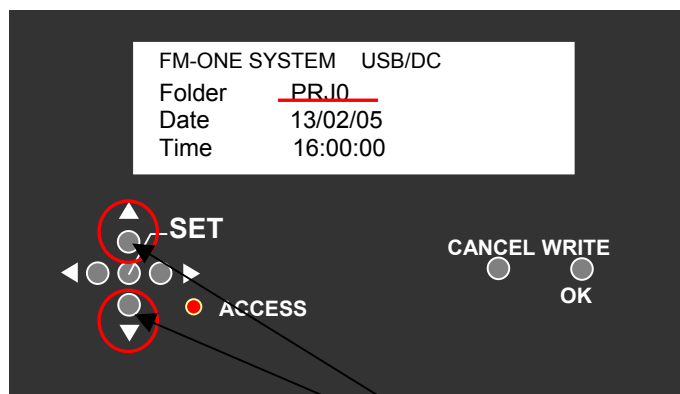 FM-ONE SYSTEM USB/DC
Folder PRJ0
Date 13/02/05
Time 16:00:00
SET
CANCEL WRITE
OK
ACCESS